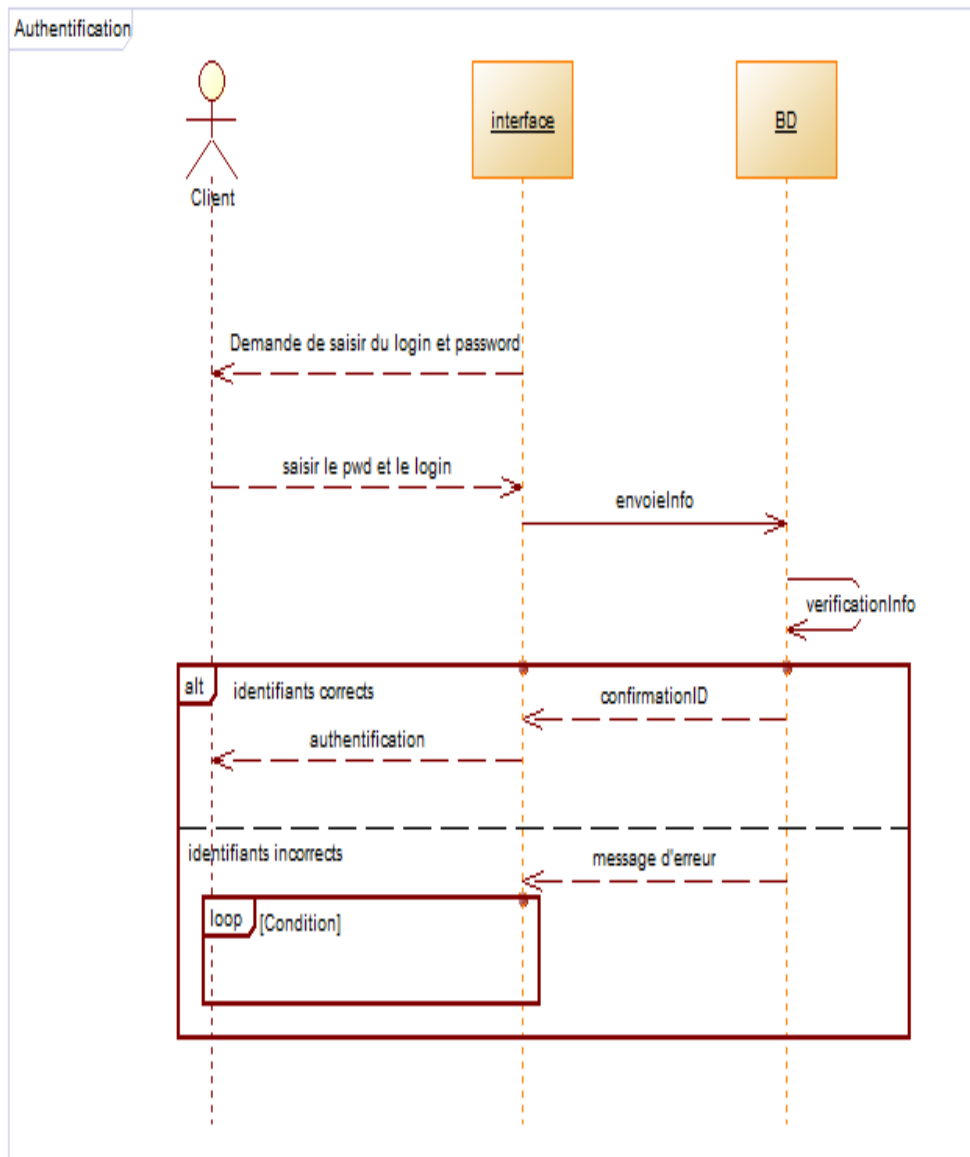 Authentification
interface
BD
Client
Demande de saisir du login et password
saisir le pwd et le login
envoieInfo
verificationInfo
alt
identifiants corrects
confirmationID
authentification
identifiants incorrects
message d'erreur
loop
[Condition]